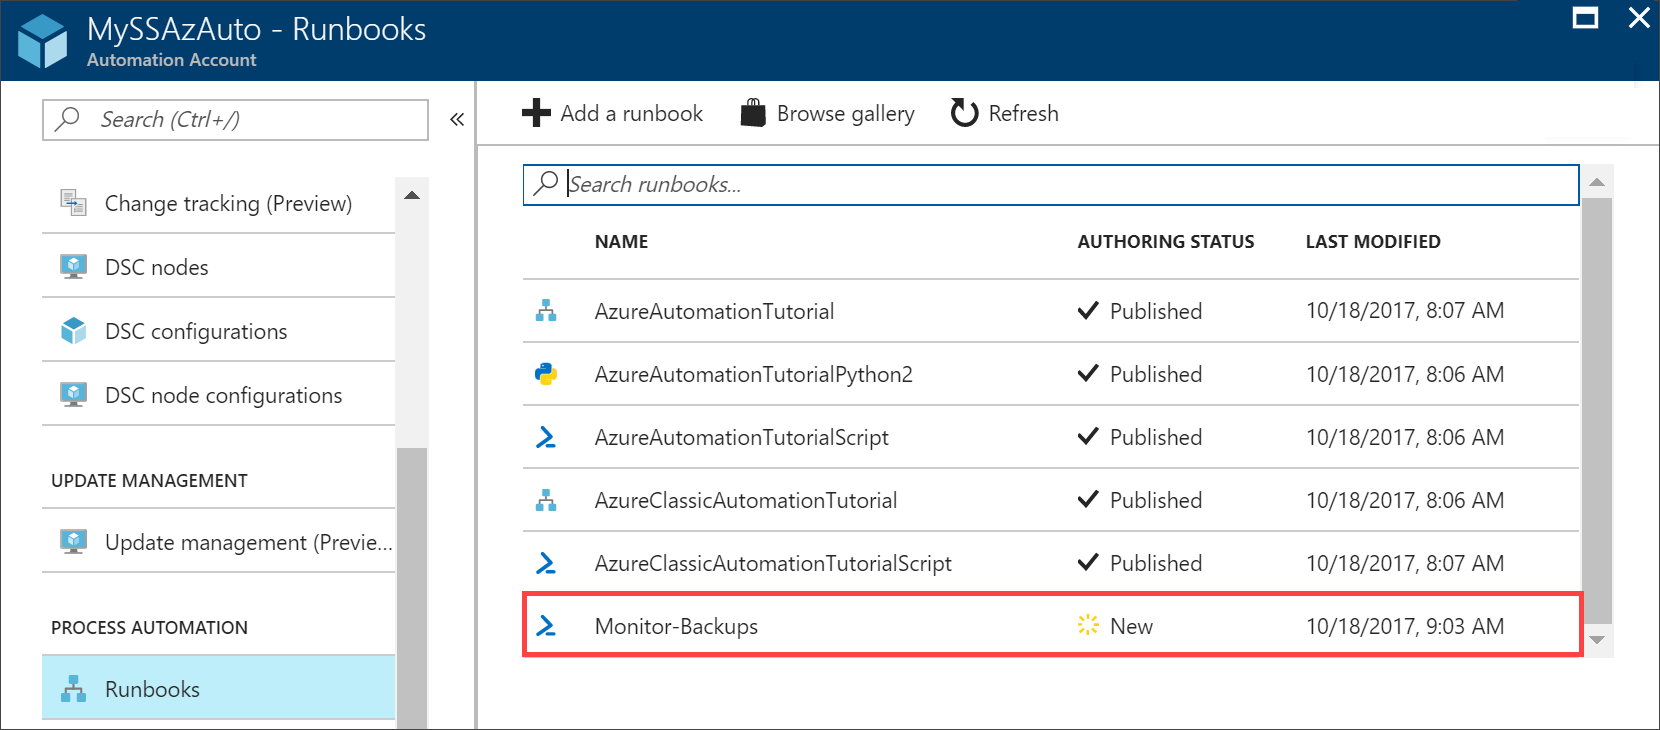 MySSAzAuto - Runbooks
Automation Account
Search (Ctrl+/)
«
Change tracking (Preview)
DSC nodes
DSC configurations
DSC node configurations
UPDATE MANAGEMENT
Update management (Previe...
PROCESS AUTOMATION
Runbooks
Add a runbook Browse gallery Refresh
Search runbooks...
NAME AUTHORING STATUS LAST MODIFIED
AzureAutomationTutorial Published 10/18/2017, 8:07 AM
AzureAutomationTutorialPython2 Published 10/18/2017, 8:06 AM
AzureAutomationTutorialScript Published 10/18/2017, 8:06 AM
AzureClassicAutomationTutorial Published 10/18/2017, 8:06 AM
AzureClassicAutomationTutorialScript Published 10/18/2017, 8:07 AM
Monitor-Backups New 10/18/2017, 9:03 AM